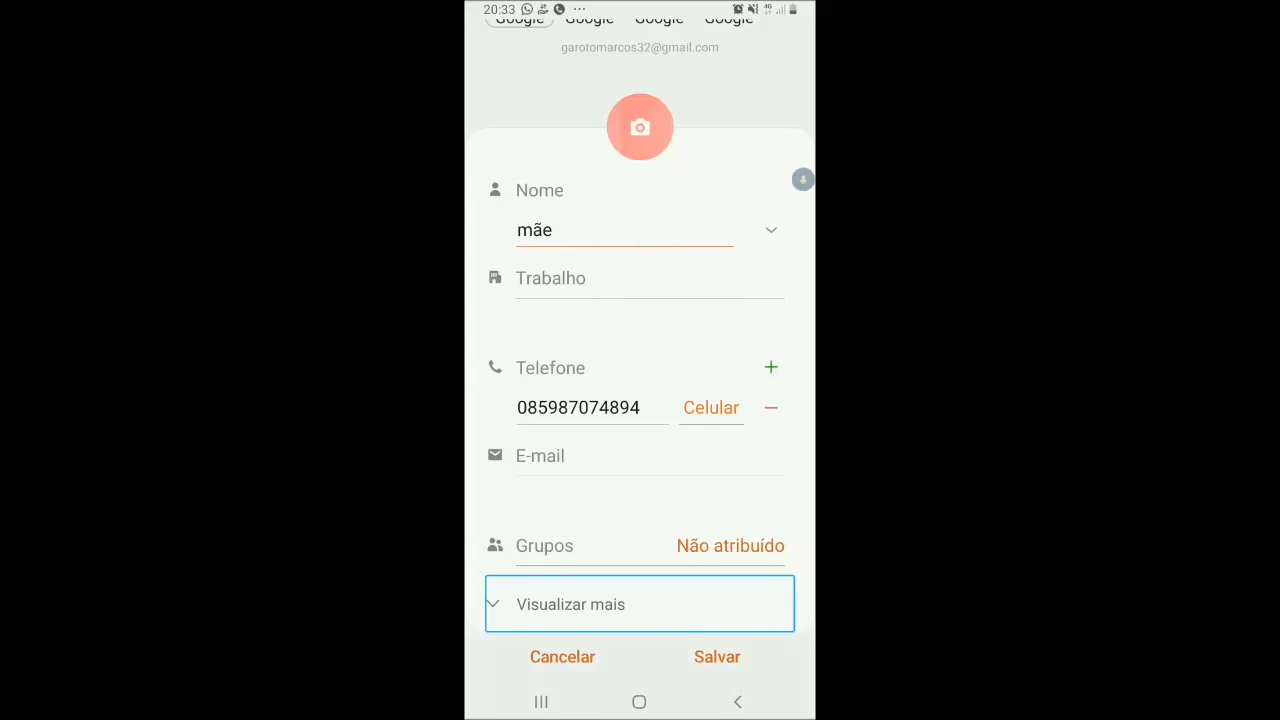 20:33
4G
Google Google Google Google
garotomarcos32@gmail.com
Nome
mãe
Trabalho
Telefone
085987074894 Celular
E-mail
Grupos Não atribuído
Visualizar mais
Cancelar Salvar